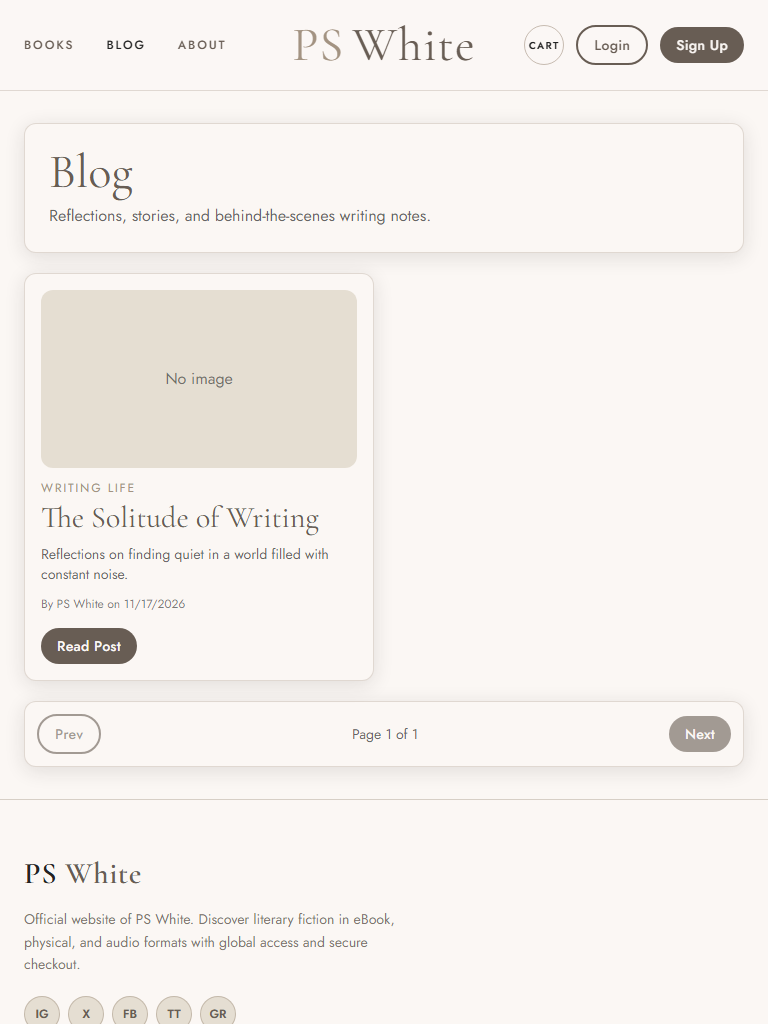 BOOKS BLOG ABOUT PS White CART Login Sign Up
Blog
Reflections, stories, and behind-the-scenes writing notes.
No image
WRITING LIFE
The Solitude of Writing
Reflections on finding quiet in a world filled with
constant noise.
By PS White on 11/17/2026
Read Post
Prev Page 1 of 1 Next
PS White
Official website of PS White. Discover literary fiction in eBook,
physical, and audio formats with global access and secure
checkout.
IG X FB TT GR